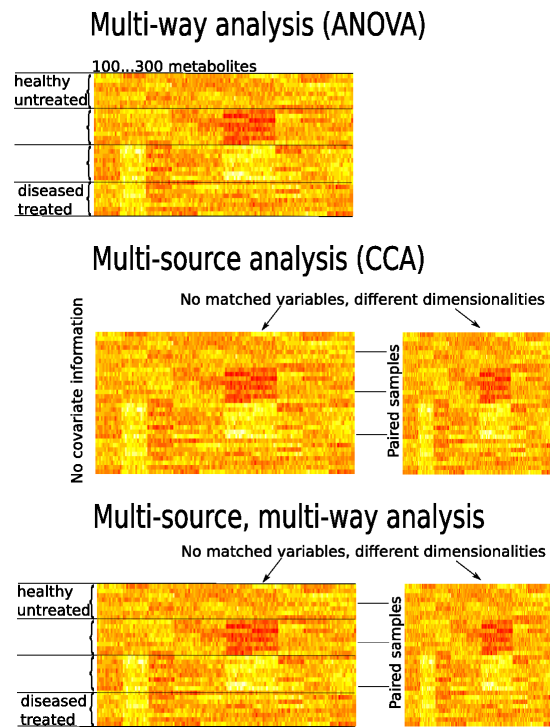 Multi-way analysis (ANOVA)
100...300 metabolites
healthy
untreated
diseased
treated
Multi-source analysis (CCA)
No matched variables, different dimensionalities
No covariate information
Paired samples
Multi-source, multi-way analysis
No matched variables, different dimensionalities
healthy
untreated
Paired samples
diseased
treated